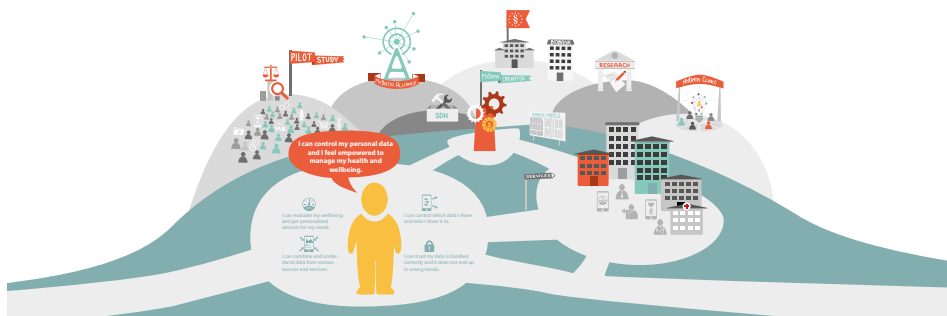 PILOT
STUDY
MyData ALLIANCE
§
BIOBANK
RESEARCH
MyData CLINIC
MyData
OPERATOR
SDK
SERVICES
I can control my personal data
and I feel empowered to
manage my health and
wellbeing.
I can evaluate my wellbeing
and get personalised
services for my needs.
I can control which data I share
and who I share it to.
I can combine and under-
stand data from various
sources and services.
I can trust my data is handled
correctly and it does not end up
in wrong hands.